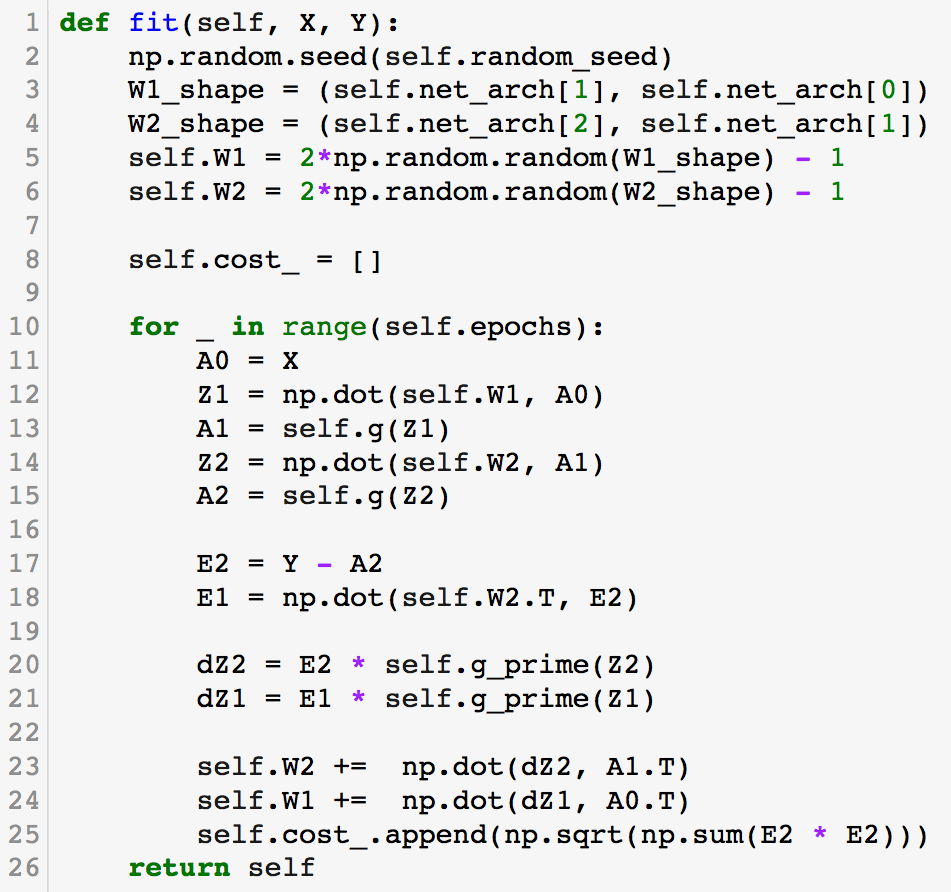 1 def fit(self, X, Y):
2     np.random.seed(self.random_seed)
3     W1_shape = (self.net_arch[1], self.net_arch[0])
4     W2_shape = (self.net_arch[2], self.net_arch[1])
5     self.W1 = 2*np.random.random(W1_shape) - 1
6     self.W2 = 2*np.random.random(W2_shape) - 1
7
8     self.cost_ = []
9
10     for _ in range(self.epochs):
11         A0 = X
12         Z1 = np.dot(self.W1, A0)
13         A1 = self.g(Z1)
14         Z2 = np.dot(self.W2, A1)
15         A2 = self.g(Z2)
16
17         E2 = Y - A2
18         E1 = np.dot(self.W2.T, E2)
19
20         dZ2 = E2 * self.g_prime(Z2)
21         dZ1 = E1 * self.g_prime(Z1)
22
23         self.W2 +=  np.dot(dZ2, A1.T)
24         self.W1 +=  np.dot(dZ1, A0.T)
25         self.cost_.append(np.sqrt(np.sum(E2 * E2)))
26     return self